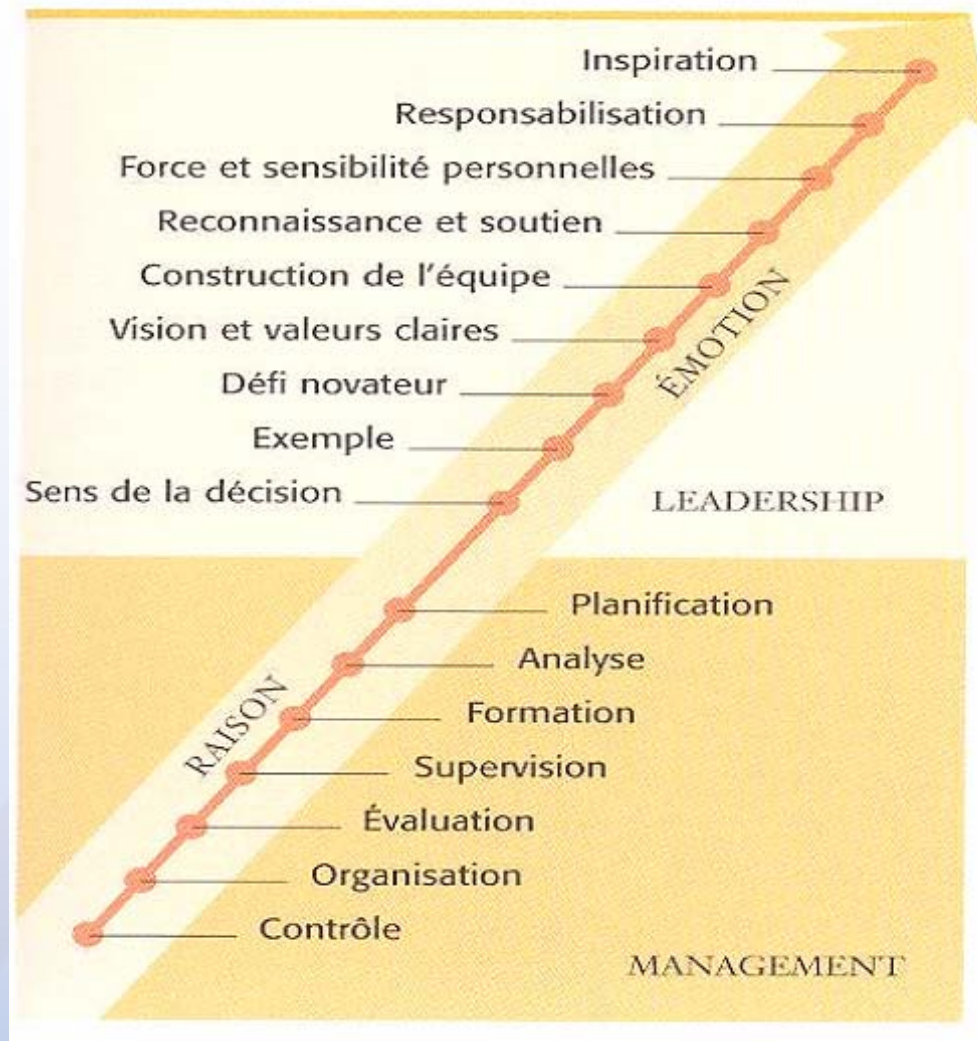 Inspiration
Responsabilisation
Force et sensibilité personnelles
Reconnaissance et soutien
Construction de l'équipe
Vision et valeurs claires
ÉMOTION
Défi novateur
Exemple
Sens de la décision
LEADERSHIP
Planification
Analyse
Formation
RAISON
Supervision
Évaluation
Organisation
Contrôle
MANAGEMENT